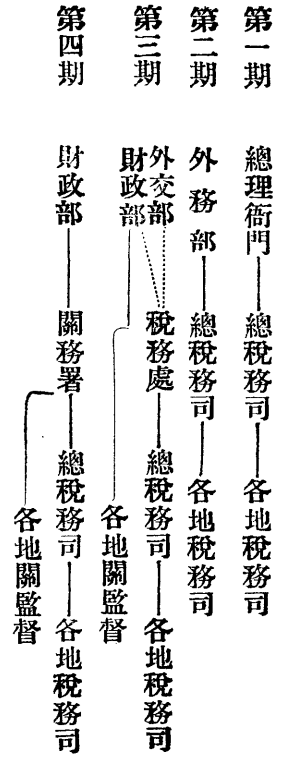 第一期 總理衙門 總稅務司 各地稅務司
第二期 外務部 總稅務司 各地稅務司
第三期 外交部 稅務處 總稅務司 各地稅務司
財政部 各地關監督
第四期 財政部 關務署 總稅務司 各地稅務司
各地關監督